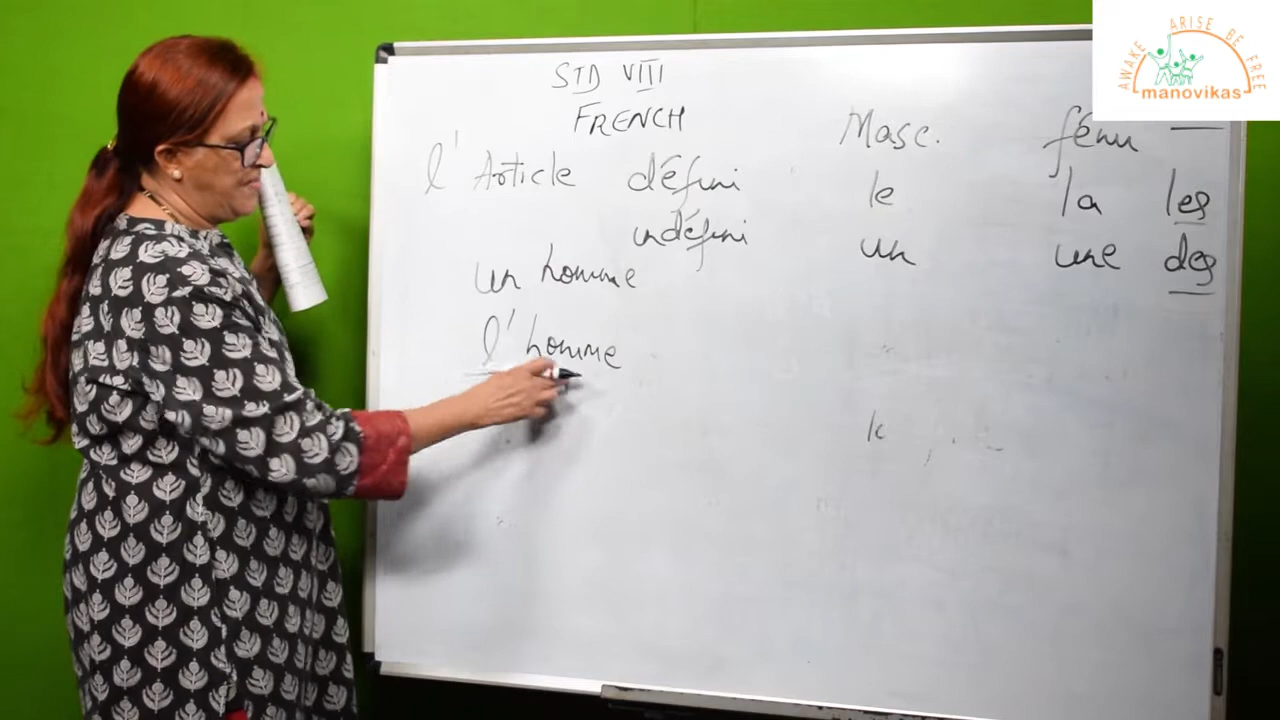 AWAKE ARISE BE FREE
manovikas
STD VIII
FRENCH
Masc. fém
l' Article défini le la les
indéfini un une des
un homme
l' homme